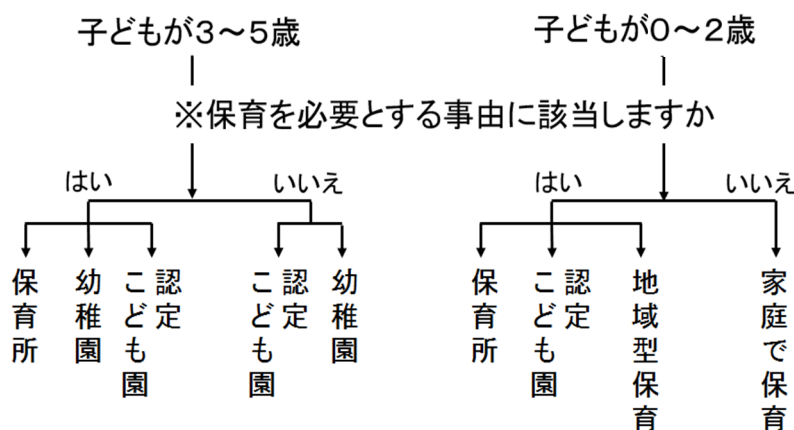 子どもが3~5歳
子どもが0~2歳
※保育を必要とする事由に該当しますか
はい
いいえ
はい
いいえ
保育所
幼稚園
認定
こども園
認定
こども園
幼稚園
保育所
認定
こども園
地域型保育
家庭で保育